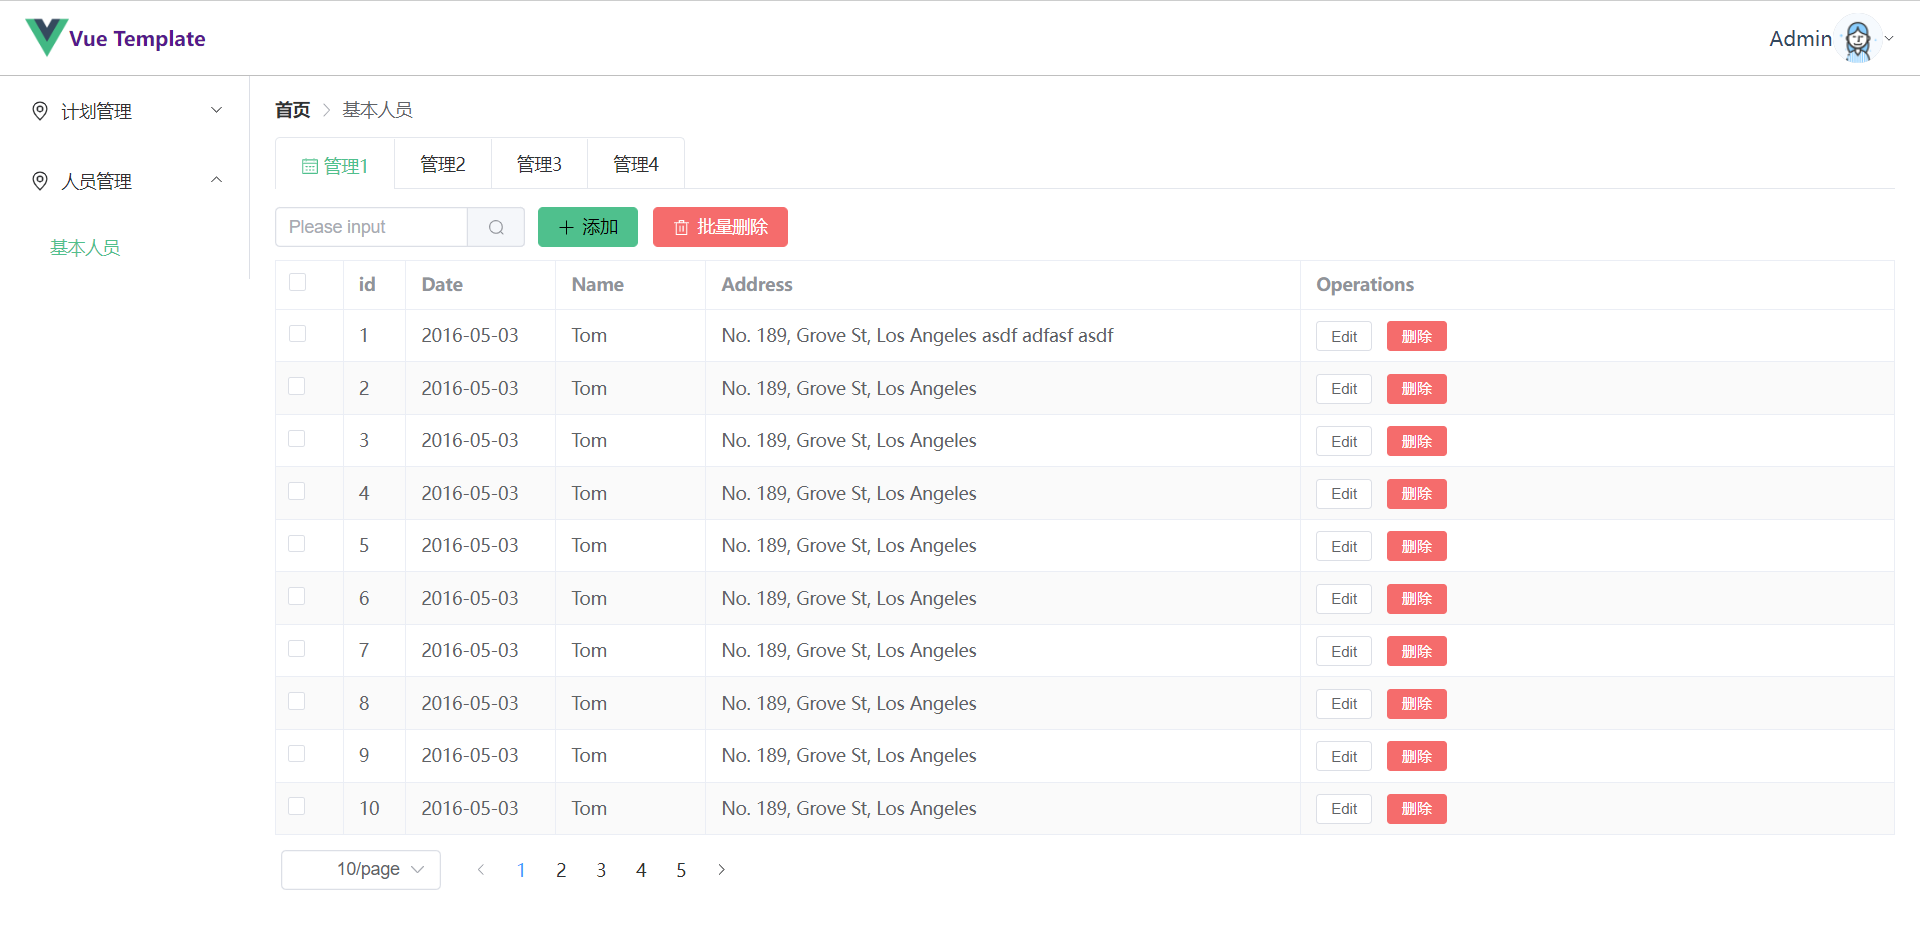 Vue Template
Admin
计划管理
人员管理
基本人员
首页 > 基本人员
管理1 管理2 管理3 管理4
Please input + 添加 批量删除
id Date Name Address Operations
1 2016-05-03 Tom No. 189, Grove St, Los Angeles asdf adfasf asdf Edit 删除
2 2016-05-03 Tom No. 189, Grove St, Los Angeles Edit 删除
3 2016-05-03 Tom No. 189, Grove St, Los Angeles Edit 删除
4 2016-05-03 Tom No. 189, Grove St, Los Angeles Edit 删除
5 2016-05-03 Tom No. 189, Grove St, Los Angeles Edit 删除
6 2016-05-03 Tom No. 189, Grove St, Los Angeles Edit 删除
7 2016-05-03 Tom No. 189, Grove St, Los Angeles Edit 删除
8 2016-05-03 Tom No. 189, Grove St, Los Angeles Edit 删除
9 2016-05-03 Tom No. 189, Grove St, Los Angeles Edit 删除
10 2016-05-03 Tom No. 189, Grove St, Los Angeles Edit 删除
10/page < 1 2 3 4 5 >